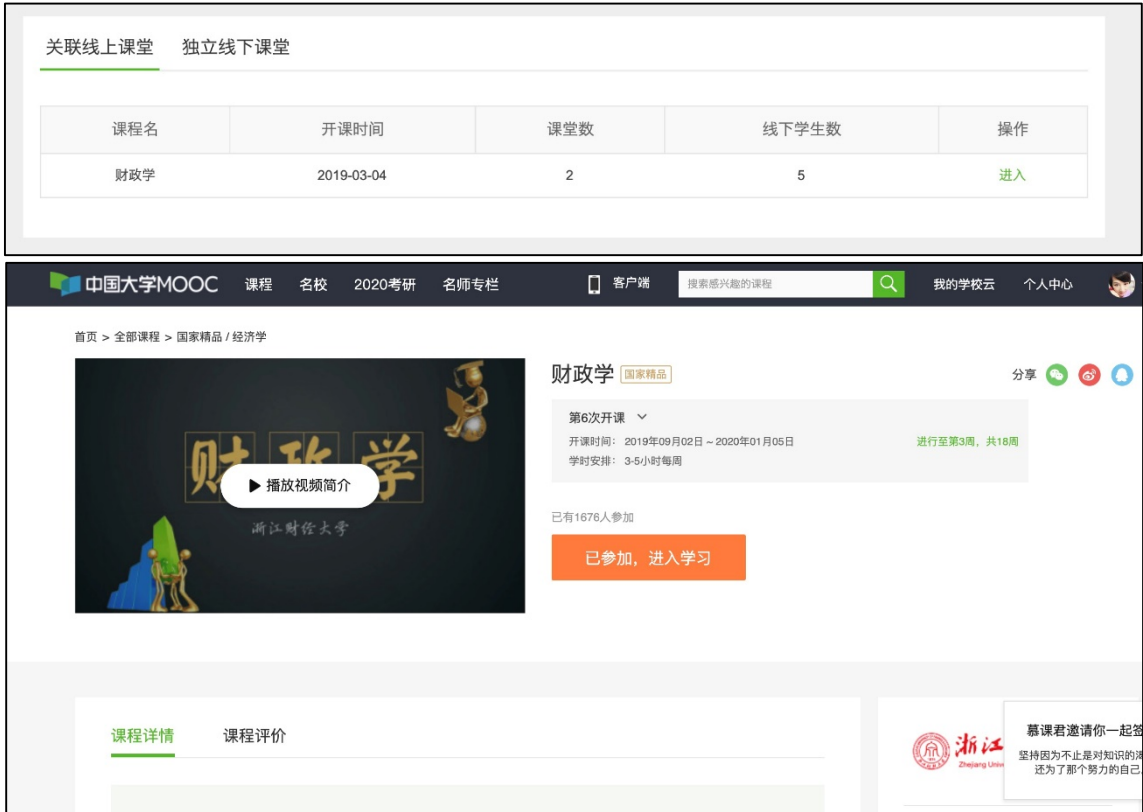 关联线上课堂 独立线下课堂
课程名 开课时间 课堂数 线下学生数 操作
财政学 2019-03-04 2 5 进入
中国大学MOOC 课程 名校 2020考研 名师专栏 客户端 搜索感兴趣的课程 我的学校云 个人中心
首页 > 全部课程 > 国家精品 / 经济学
财政学
播放视频简介
浙江财经大学
财政学 国家精品
分享
第6次开课
开课时间: 2019年09月02日 ~ 2020年01月05日 进行至第3周，共18周
学时安排: 3-5小时每周
已有1676人参加
已参加，进入学习
课程详情 课程评价
浙江
Zhejiang Univ
慕课君邀请你一起签
坚持因为不止是对知识的渴
还为了那个努力的自己